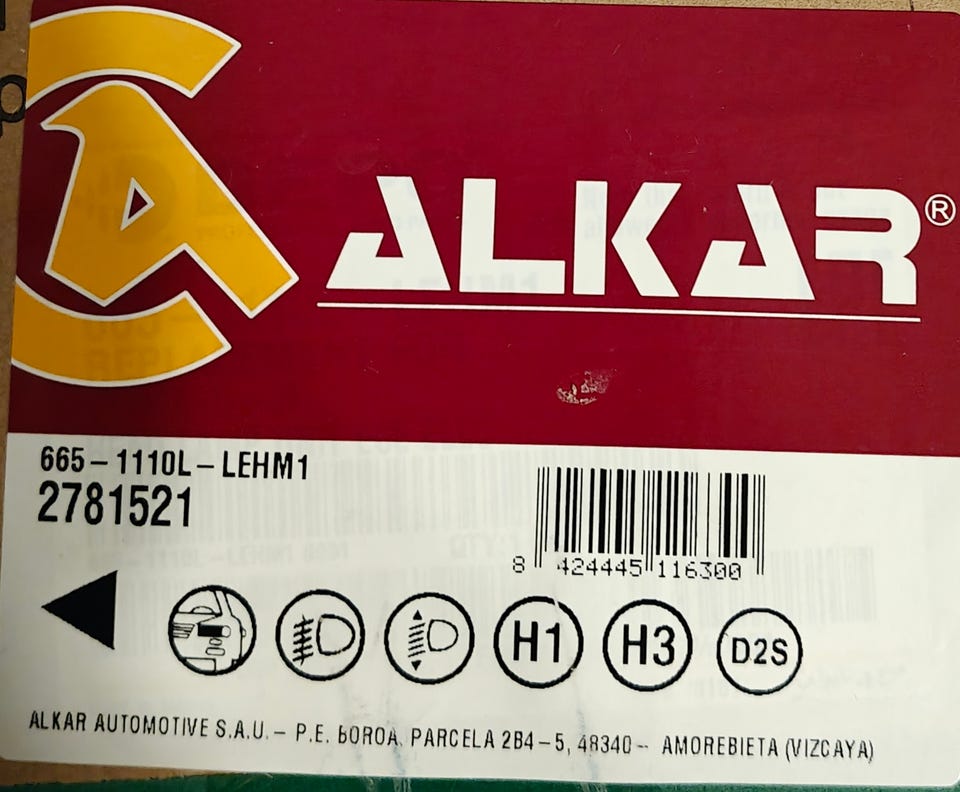 ALKAR®
665-1110L-LEHM1
2781521
8 424445 116300
H1 H3 D2S
ALKAR AUTOMOTIVE S.A.U. - P.E. BOROA, PARCELA 2B4-5, 48340 - AMOREBIETA (VIZCAYA)